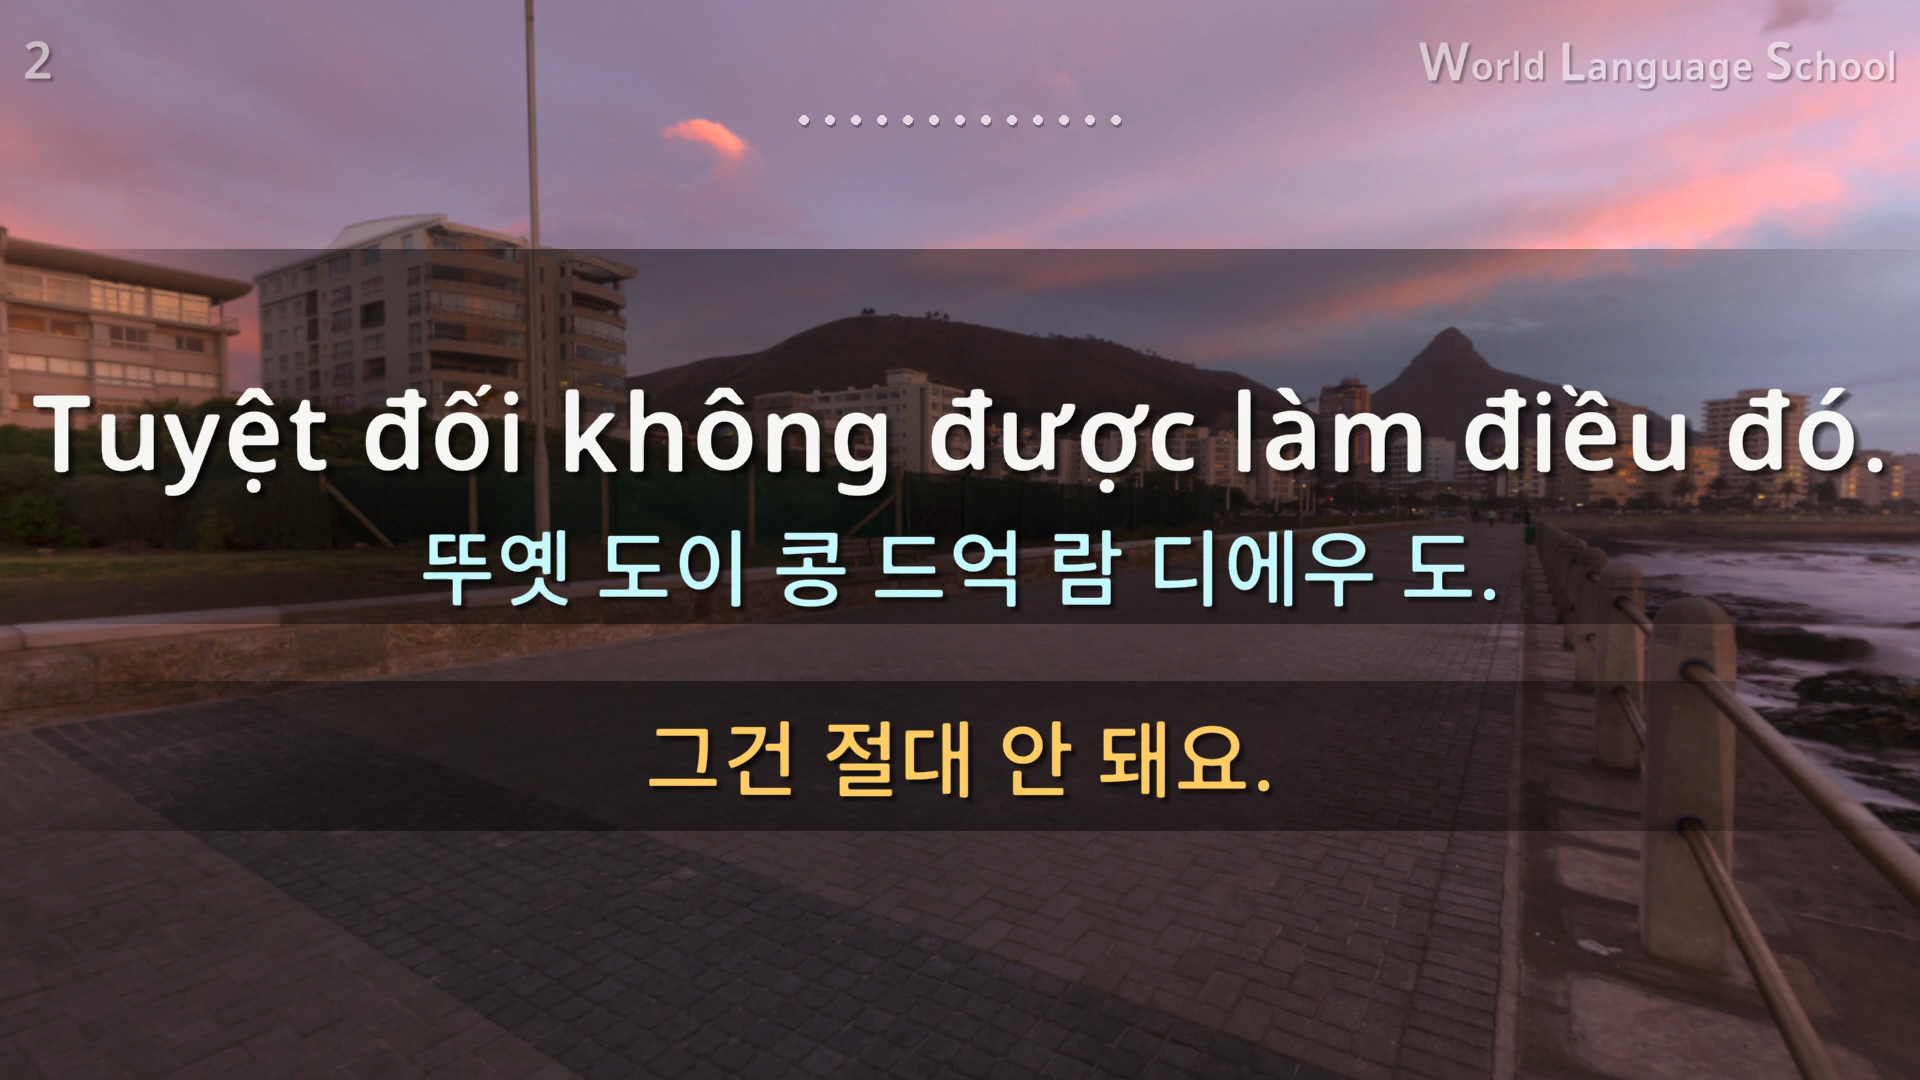 2
World Language School
Tuyệt đối không được làm điều đó.
뚜옛 도이 콩 드억 람 디에우 도.
그건 절대 안 돼요.